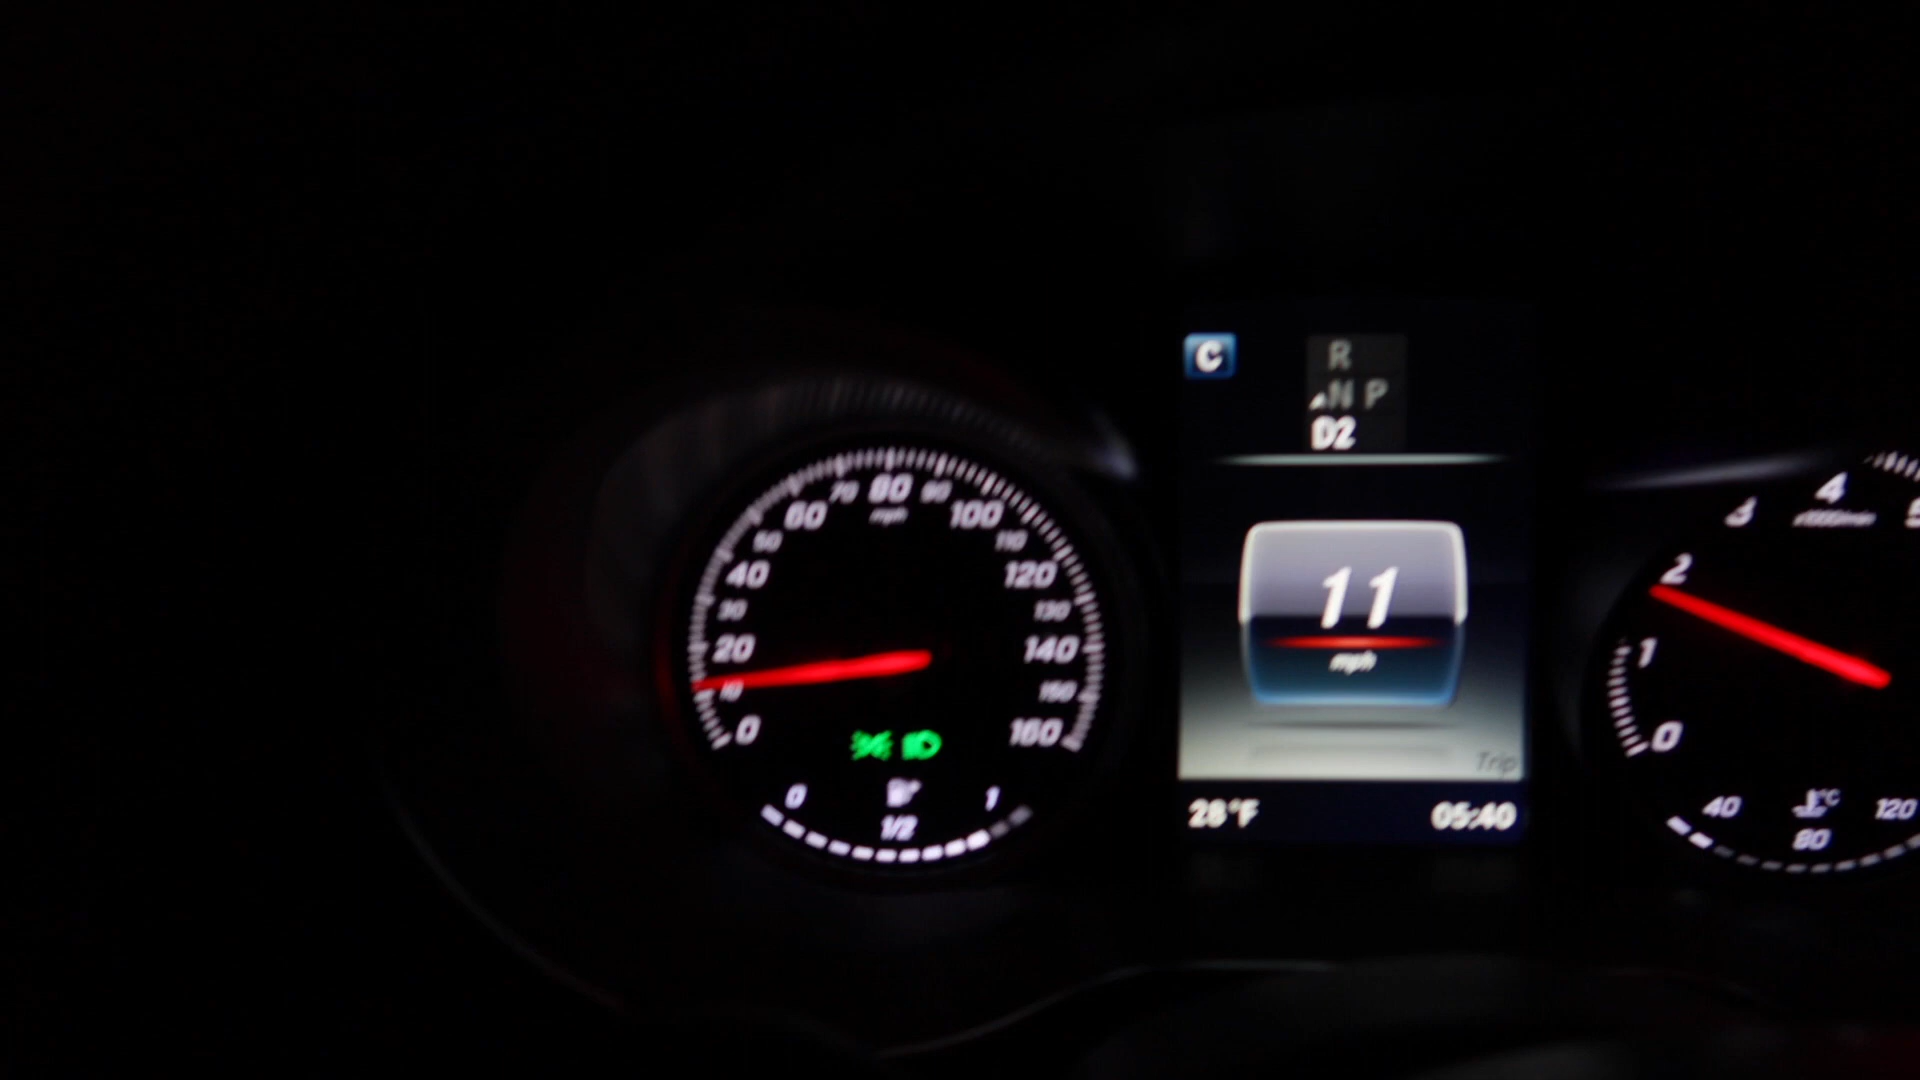 C
R
N P
D2
70 80 90
60 mph 100
50 110
40 120
30 130
20 140
10 150
0 160
0 1
1/2
11
mph
Trip
28°F 05:40
4
3 5
2
1
0
40 °C 120
80